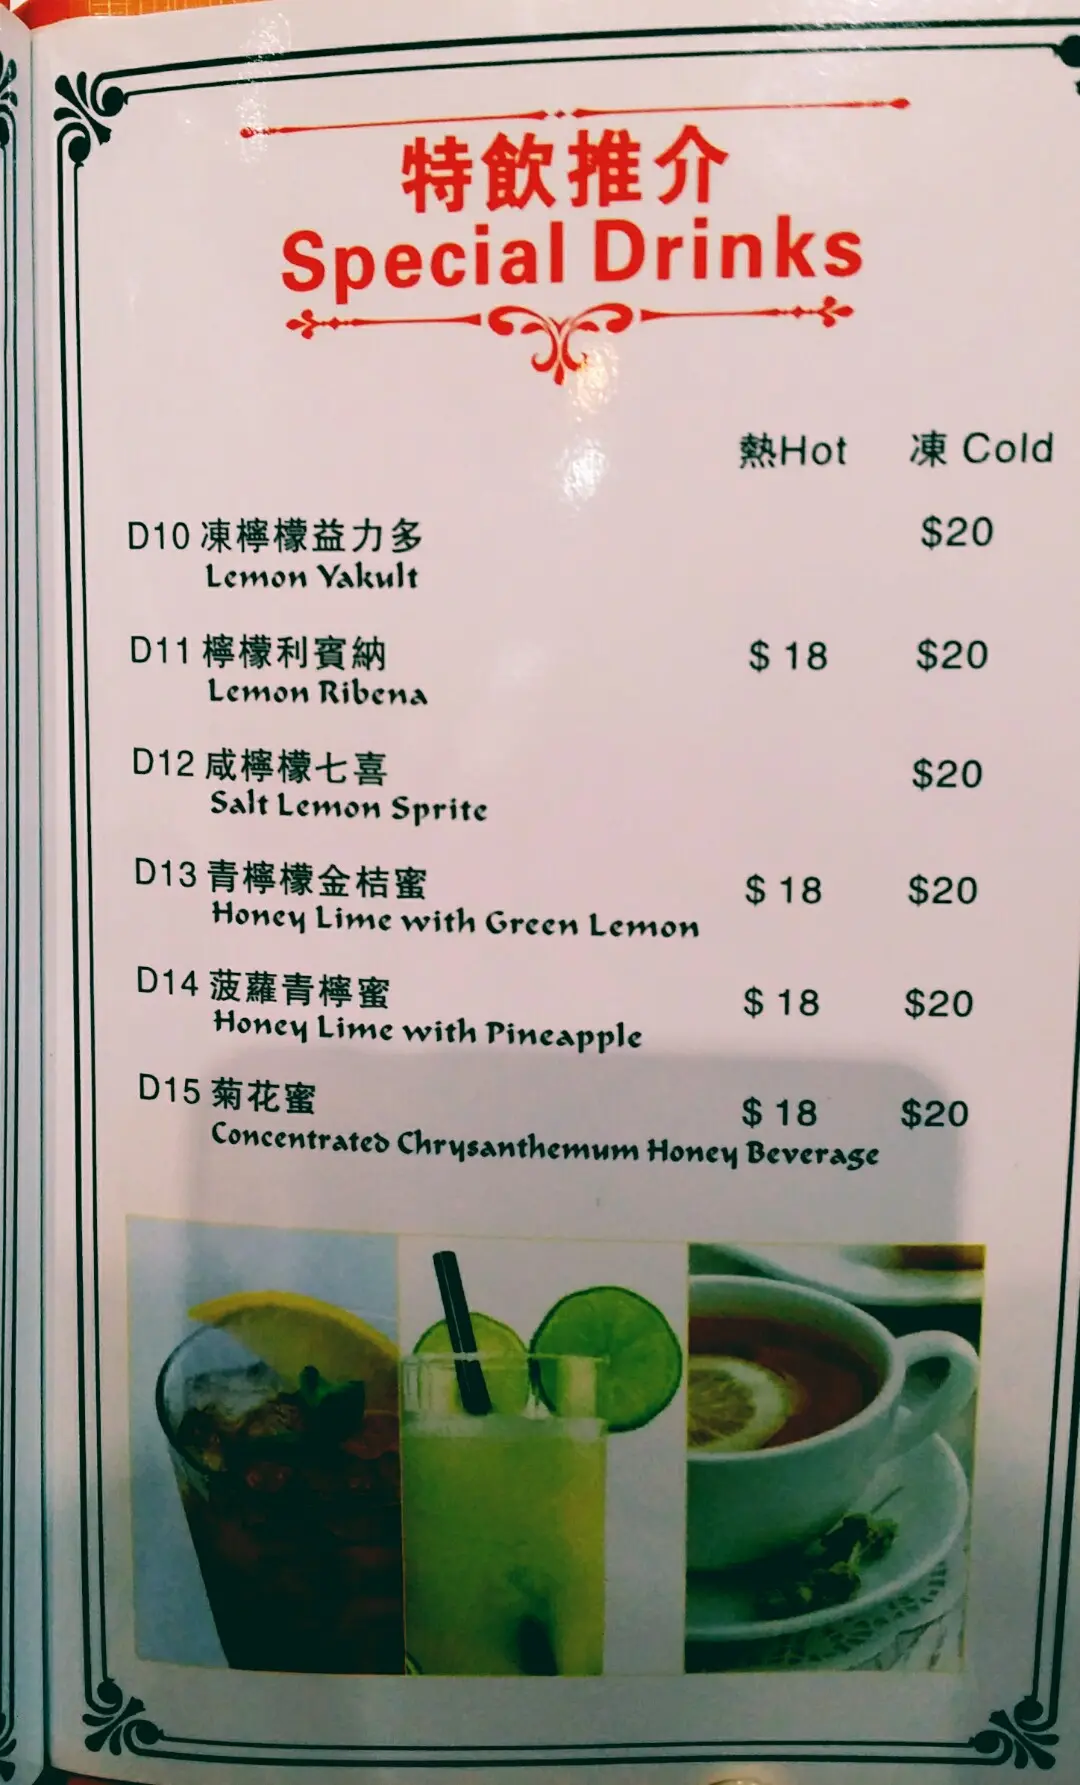 特飲推介
Special Drinks
熱Hot 凍 Cold
D10 凍檸檬益力多 $20
Lemon Yakult
D11 檸檬利賓納 $ 18 $20
Lemon Ribena
D12 咸檸檬七喜 $20
Salt Lemon Sprite
D13 青檸檬金桔蜜 $ 18 $20
Honey Lime with Green Lemon
D14 菠蘿青檸蜜 $ 18 $20
Honey Lime with Pineapple
D15 菊花蜜 $ 18 $20
Concentrated Chrysanthemum Honey Beverage